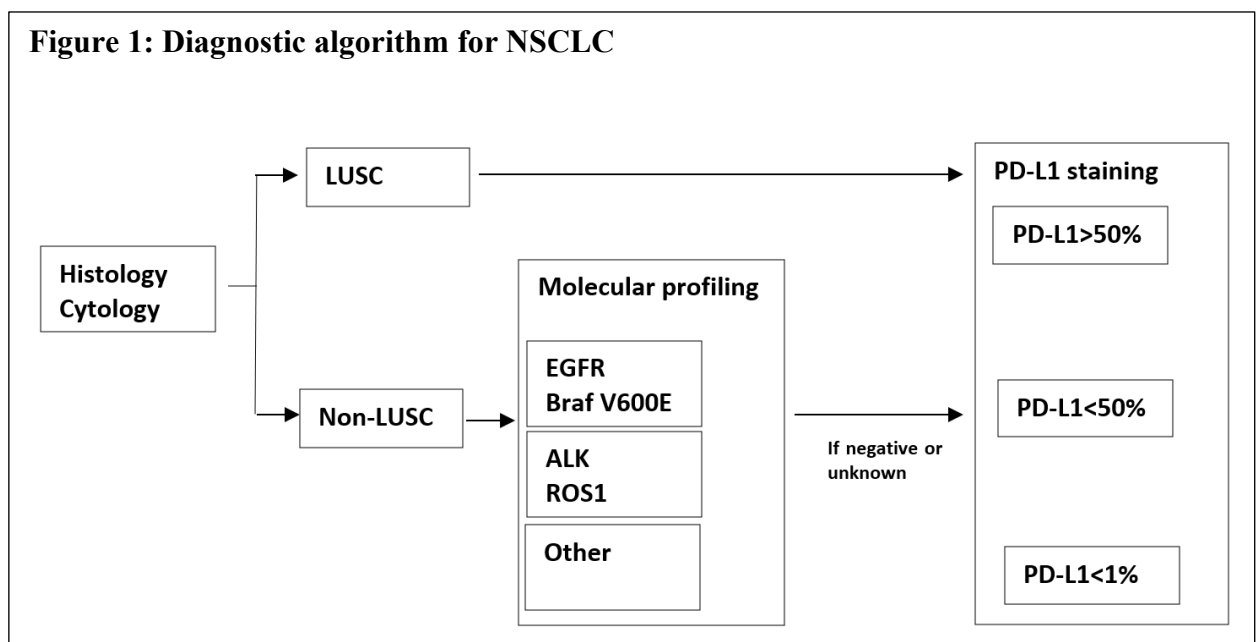 Figure 1: Diagnostic algorithm for NSCLC
LUSC
PD-L1 staining
PD-L1>50%
Histology
Cytology
Molecular profiling
EGFR
Braf V600E
Non-LUSC
PD-L1<50%
If negative or
unknown
ALK
ROS1
Other
PD-L1<1%